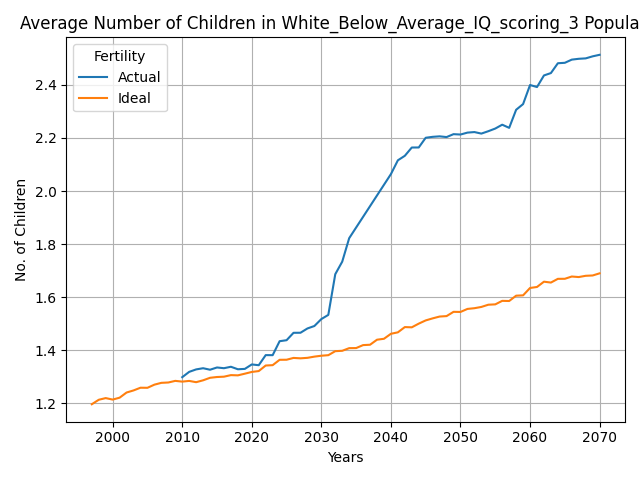 Average Number of Children in White_Below_Average_IQ_scoring_3 Popula
Fertility
Actual
Ideal
No. of Children
2.4
2.2
2.0
1.8
1.6
1.4
1.2
2000 2010 2020 2030 2040 2050 2060 2070
Years